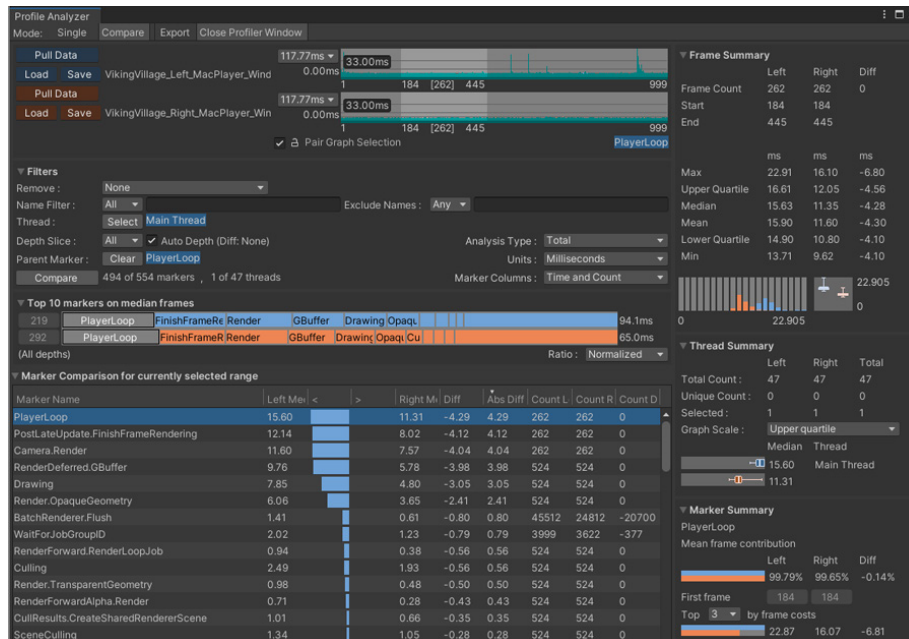 Profile Analyzer
Mode: Single Compare Export Close Profiler Window
Pull Data
Load Save VikingVillage_Left_MacPlayer_Wind
117.77ms
0.00ms
33.00ms
1 184 [262] 445 999
Pull Data
Load Save VikingVillage_Right_MacPlayer_Win
117.77ms
0.00ms
33.00ms
1 184 [262] 445 999
Pair Graph Selection PlayerLoop
Filters
Remove : None
Name Filter : All Exclude Names : Any
Thread : Select Main Thread
Depth Slice : All Auto Depth (Diff: None) Analysis Type : Total
Parent Marker : Clear PlayerLoop Units : Milliseconds
Compare 494 of 554 markers , 1 of 47 threads Marker Columns : Time and Count
Top 10 markers on median frames
219 PlayerLoop FinishFrameRe Render GBuffer Drawing Opaqu 94.1ms
292 PlayerLoop FinishFrameR Render GBuffer Drawing Opaqu Cu 65.0ms
(All depths) Ratio : Normalized
Marker Comparison for currently selected range
Marker Name Left Me < > Right M Diff Abs Diff Count L Count R Count D
PlayerLoop 15.60 11.31 -4.29 4.29 262 262 0
PostLateUpdate.FinishFrameRendering 12.14 8.02 -4.12 4.12 262 262 0
Camera.Render 11.60 7.57 -4.04 4.04 262 262 0
RenderDeferred.GBuffer 9.76 5.78 -3.98 3.98 524 524 0
Drawing 7.85 4.80 -3.05 3.05 524 524 0
Render.OpaqueGeometry 6.06 3.65 -2.41 2.41 524 524 0
BatchRenderer.Flush 1.41 0.61 -0.80 0.80 45512 24812 -20700
WaitForJobGroupID 2.02 1.23 -0.79 0.79 3999 3622 -377
RenderForward.RenderLoopJob 0.94 0.38 -0.56 0.56 524 524 0
Culling 2.49 1.93 -0.56 0.56 524 524 0
Render.TransparentGeometry 0.98 0.48 -0.50 0.50 524 524 0
RenderForwardAlpha.Render 0.71 0.28 -0.43 0.43 524 524 0
CullResults.CreateSharedRendererScene 1.01 0.66 -0.35 0.35 524 524 0
SceneCulling 1.34 1.05 -0.28 0.28 524 524 0
Frame Summary
Left Right Diff
Frame Count 262 262 0
Start 184 184
End 445 445
ms ms ms
Max 22.91 16.10 -6.80
Upper Quartile 16.61 12.05 -4.56
Median 15.63 11.35 -4.28
Mean 15.90 11.60 -4.30
Lower Quartile 14.90 10.80 -4.10
Min 13.71 9.62 -4.10
22.905
0
0 22.905
Thread Summary
Left Right Total
Total Count : 47 47 47
Unique Count : 0 0 0
Selected : 1 1 1
Graph Scale : Upper quartile
Median Thread
15.60 Main Thread
11.31
Marker Summary
PlayerLoop
Mean frame contribution
Left Right Diff
99.79% 99.65% -0.14%
First frame 184 184
Top 3 by frame costs
22.87 16.07 -6.81